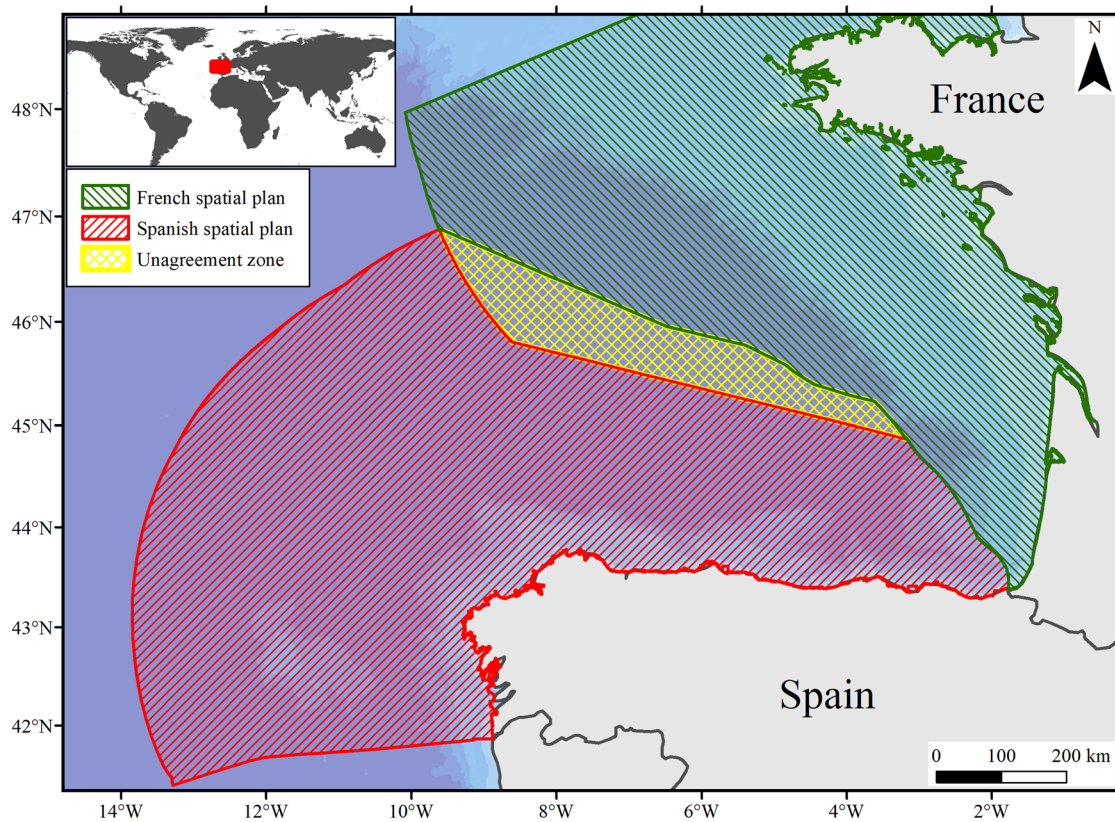 N
France
48°N
French spatial plan
Spanish spatial plan
Unagreement zone
47°N
46°N
45°N
44°N
43°N
42°N
Spain
0 100 200 km
14°W 12°W 10°W 8°W 6°W 4°W 2°W